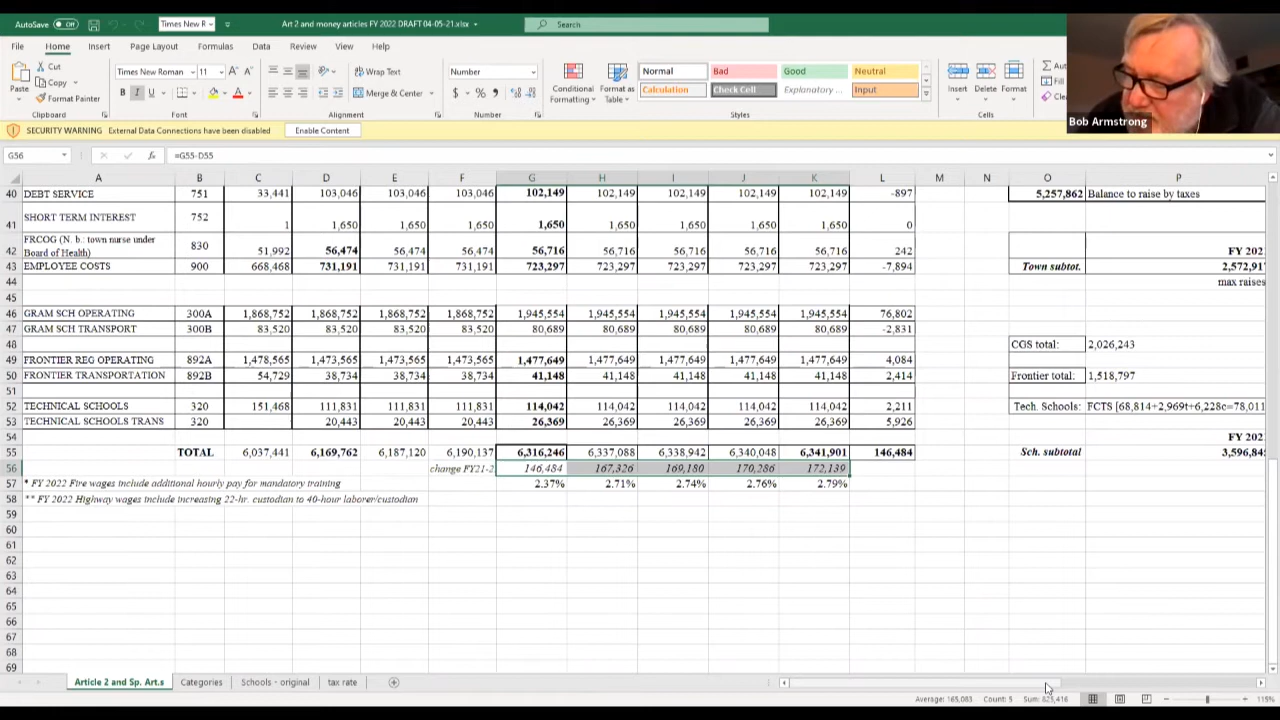 AutoSave Off Times New R Art 2 and money articles FY 2022 DRAFT 04-05-21.xlsx Search
File Home Insert Page Layout Formulas Data Review View Help
Paste Cut Copy Format Painter Clipboard
Times New Roman 11 B I U Font
Wrap Text Merge & Center Alignment
Number $ % Number
Conditional Formatting Format as Table
Normal Bad Good Neutral
Calculation Check Cell Explanatory ... Input
Styles
Insert Delete Format Cells
Bob Armstrong
SECURITY WARNING External Data Connections have been disabled Enable Content
G56 fx =G55-D55
A B C D E F G H I J K L M N O P
40 DEBT SERVICE 751 33,441 103,046 103,046 103,046 102,149 102,149 102,149 102,149 102,149 -897 5,257,862 Balance to raise by taxes
41 SHORT TERM INTEREST 752 1 1,650 1,650 1,650 1,650 1,650 1,650 1,650 1,650 0
42 FRCOG (N. b.: town nurse under Board of Health) 830 51,992 56,474 56,474 56,474 56,716 56,716 56,716 56,716 56,716 242 FY 202
43 EMPLOYEE COSTS 900 668,468 731,191 731,191 731,191 723,297 723,297 723,297 723,297 723,297 -7,894 Town subtot. 2,572,91
44 max raises
45
46 GRAM SCH OPERATING 300A 1,868,752 1,868,752 1,868,752 1,868,752 1,945,554 1,945,554 1,945,554 1,945,554 1,945,554 76,802
47 GRAM SCH TRANSPORT 300B 83,520 83,520 83,520 83,520 80,689 80,689 80,689 80,689 80,689 -2,831
48 CGS total: 2,026,243
49 FRONTIER REG OPERATING 892A 1,478,565 1,473,565 1,473,565 1,473,565 1,477,649 1,477,649 1,477,649 1,477,649 1,477,649 4,084
50 FRONTIER TRANSPORTATION 892B 54,729 38,734 38,734 38,734 41,148 41,148 41,148 41,148 41,148 2,414 Frontier total: 1,518,797
51
52 TECHNICAL SCHOOLS 320 151,468 111,831 111,831 111,831 114,042 114,042 114,042 114,042 114,042 2,211 Tech. Schools: FCTS [68,814+2,969t+6,228c=78,011
53 TECHNICAL SCHOOLS TRANS 320 20,443 20,443 20,443 26,369 26,369 26,369 26,369 26,369 5,926
54 FY 202
55 TOTAL 6,037,441 6,169,762 6,187,120 6,190,137 6,316,246 6,337,088 6,338,942 6,340,048 6,341,901 146,484 Sch. subtotal 3,596,84
56 change FY21-2 146,484 167,326 169,180 170,286 172,139
57 * FY 2022 Fire wages include additional hourly pay for mandatory training 2.37% 2.71% 2.74% 2.76% 2.79%
58 ** FY 2022 Highway wages include increasing 22-hr. custodian to 40-hour laborer/custodian
59
60
61
62
63
64
65
66
67
68
69
Article 2 and Sp. Art.s Categories Schools - original tax rate
Average: 165,083 Count: 5 Sum: 825,416 115%